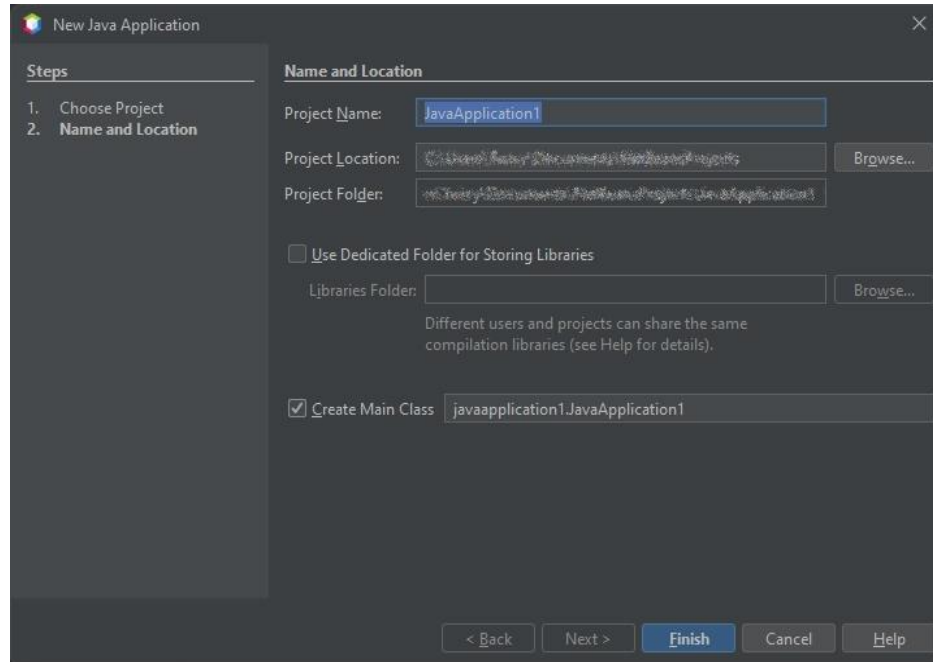 New Java Application
Steps
1. Choose Project
2. Name and Location
Name and Location
Project Name: JavaApplication1
Project Location: Browse...
Project Folder:
Use Dedicated Folder for Storing Libraries
Libraries Folder: Browse...
Different users and projects can share the same
compilation libraries (see Help for details).
Create Main Class javaapplication1.JavaApplication1
< Back Next > Finish Cancel Help